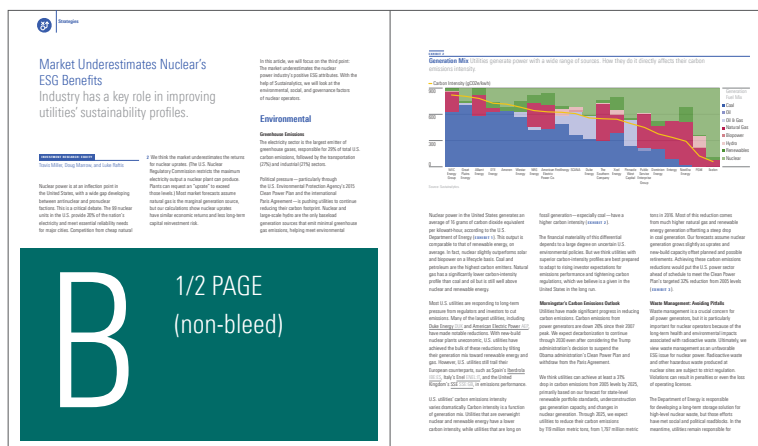 Strategies
Market Underestimates Nuclear's
ESG Benefits
Industry has a key role in improving
utilities' sustainability profiles.
Travis Miller, Doug Morrow, and Luke Raffin
Nuclear power is at an inflection point in
the United States, with a wide gap developing
between antinuclear and pronuclear
factions. This is a critical debate. The 99 nuclear
units in the U.S. provide 20% of the nation's
electricity and meet essential reliability needs
for major cities. Competition from cheap natural
We think the market underestimates the returns
for nuclear uprates. (The U.S. Nuclear
Regulatory Commission restricts the maximum
electricity output a nuclear plant can produce.
Plants can request an "uprate" to exceed
those levels.) Most market forecasts assume
natural gas is the marginal generation source,
but our calculations show nuclear uprates
have similar economic returns and less long-term
capital reinvestment risk.
In this article, we will focus on the third point:
The market underestimates the nuclear
power industry's positive ESG attributes. With the
help of Sustainalytics, we will look at the
environmental, social, and governance factors
of nuclear operators.
Environmental
Greenhouse Emissions
The electricity sector is the largest emitter of
greenhouse gases, responsible for 29% of total U.S.
carbon emissions, followed by the transportation
(27%) and industrial (21%) sectors.
Political pressure – particularly through
the U.S. Environmental Protection Agency's 2015
Clean Power Plan and the international
Paris Agreement – is pushing utilities to continue
reducing their carbon footprint. Nuclear and
large-scale hydro are the only baseload
generation sources that emit minimal greenhouse
gas emissions, helping meet environmental
B
1/2 PAGE
(non-bleed)
Generation Mix Utilities generate power with a wide range of sources. How they do it directly affects their carbon
emissions intensity.
Carbon Intensity (gCO2e/kwh)
Generation
Fuel Mix
Coal
Oil
Oil & Gas
Natural Gas
Biopower
Hydro
Renewables
Nuclear
Nuclear power in the United States generates an
average of 16 grams of carbon dioxide equivalent
per kilowatt-hour, according to the U.S.
Department of Energy
This output is
comparable to that of renewable energy, on
average. In fact, nuclear slightly outperforms solar
and biopower on a lifecycle basis. Coal and
petroleum are the highest carbon emitters. Natural
gas has a significantly lower carbon-intensity
profile than coal and oil but is still well above
nuclear and renewable energy.
Most U.S. utilities are responding to long-term
pressure from regulators and investors to cut
emissions. Many of the largest utilities, including
Duke Energy DUK and American Electric Power AEP,
have made notable reductions. With new-build
nuclear plants uneconomic, U.S. utilities have
achieved the bulk of these reductions by tilting
their generation mix toward renewable energy and
gas. However, U.S. utilities still trail their
European counterparts, such as Spain's Iberdrola
Italy's Enel
and the United
Kingdom's SSE
in emissions performance.
U.S. utilities' carbon emissions intensity
varies dramatically. Carbon intensity is a function
of generation mix. Utilities that are overweight
nuclear and renewable energy have a lower
carbon intensity, while utilities that are long on
fossil generation—especially coal—have a
higher carbon intensity
The financial materiality of this differential
depends to a large degree on uncertain U.S.
environmental policies. But we think utilities with
superior carbon-intensity profiles are best prepared
to adapt to rising investor expectations for
emissions performance and tightening carbon
regulations, which we believe is a given in the
United States in the long run.
Morningstar's Carbon Emissions Outlook
Utilities have made significant progress in reducing
carbon emissions. Carbon emissions from
power generators are down 26% since their 2007
peak. We expect decarbonization to continue
through 2030 even after considering the Trump
administration's decision to suspend the
Obama administration's Clean Power Plan and
withdraw from the Paris Agreement.
We think utilities can achieve at least a 31%
drop in carbon emissions from 2005 levels by 2025,
primarily based on our forecast for state-level
renewable portfolio standards, underconstruction
gas generation capacity, and changes in
nuclear generation. Through 2025, we expect
utilities to reduce their carbon emissions
by 119 million metric tons, from 1,787 million metric
tons in 2016. Most of this reduction comes
from much higher natural gas and renewable
energy generation offsetting a steep drop
in coal generation. Our forecasts assume nuclear
generation grows slightly as uprates and
new-build capacity offset planned and possible
retirements. Achieving these carbon emissions
reductions would put the U.S. power sector
ahead of schedule to meet the Clean Power
Plan's targeted 32% reduction from 2005 levels
Waste Management: Avoiding Pitfalls
Waste management is a crucial concern for
all power generators, but it is particularly
important for nuclear operators because of the
long-term health and environmental impacts
associated with radioactive waste. Ultimately, we
view waste management as an unfavorable
ESG issue for nuclear power. Radioactive waste
and other hazardous waste produced at
nuclear sites are subject to strict regulation.
Violations can result in penalties or even the loss
of operating licenses.
The Department of Energy is responsible
for developing a long-term storage solution for
high-level nuclear waste, but those efforts
have met social and political roadblocks. In the
meantime, utilities remain responsible for